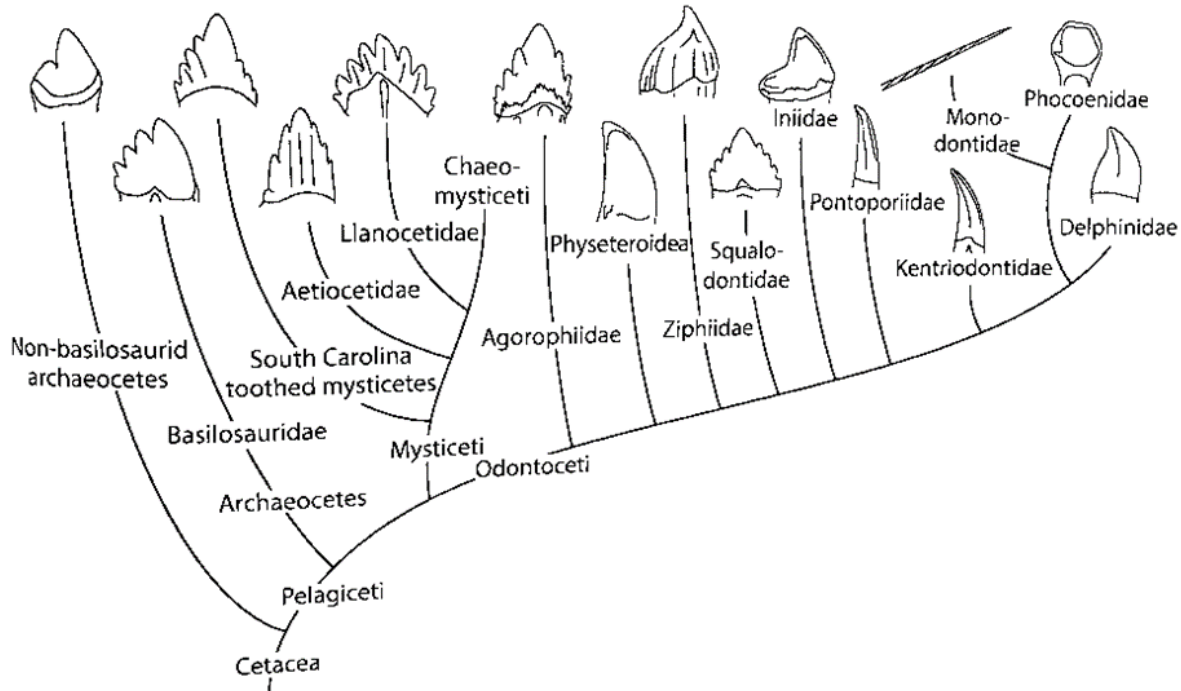 Phocoenidae
Iniidae
Mono-
dontidae
Chaeo-
mysticeti
Pontoporiidae
Llanocetidae
Physeteroidea
Squalo-
dontidae
Delphinidae
Kentriodontidae
Aetiocetidae
Non-basilosaurid
archaeocetes
South Carolina
toothed mysticetes
Agorophiidae
Ziphiidae
Basilosauridae
Mysticeti
Odontoceti
Archaeocetes
Pelagiceti
Cetacea